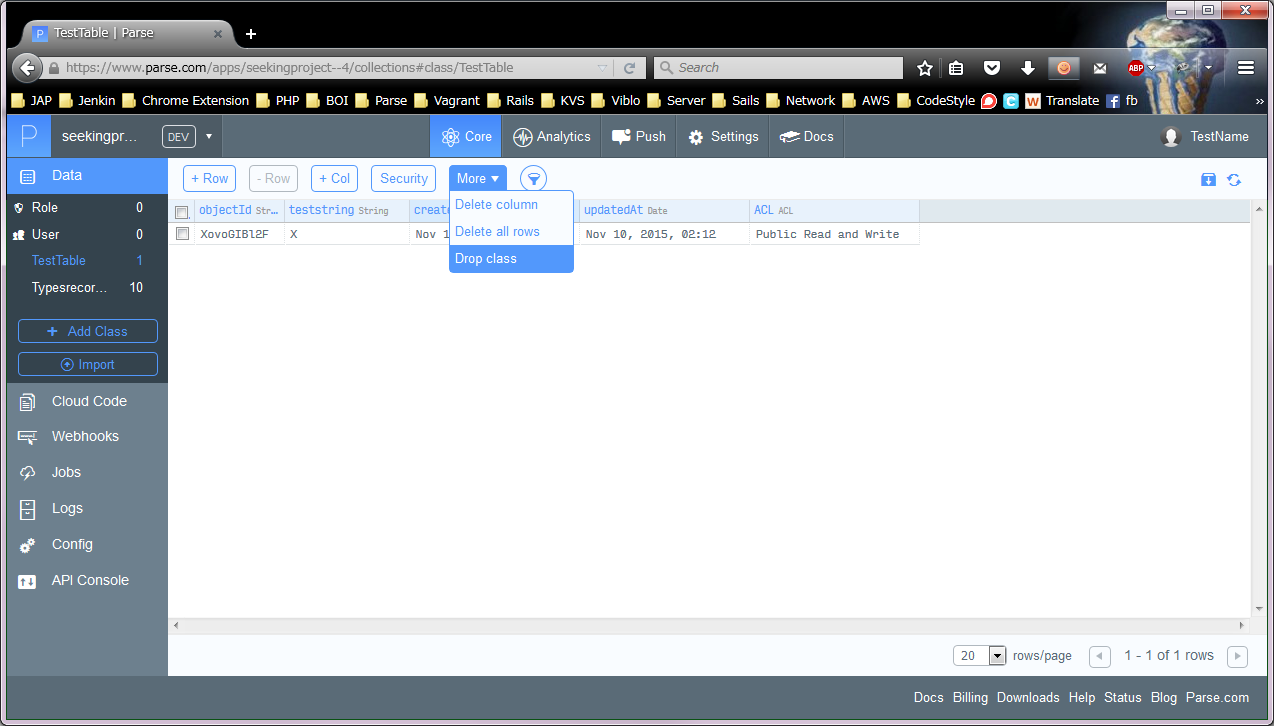 TestTable | Parse
https://www.parse.com/apps/seekingproject--4/collections#class/TestTable
Search
ABP
JAP Jenkin Chrome Extension PHP BOI Parse Vagrant Rails KVS Viblo Server Sails Network AWS CodeStyle Translate fb
P seekingpr... DEV Core Analytics Push Settings Docs TestName
Data
Role 0
User 0
TestTable 1
Typesrecor... 10
+ Add Class
Import
Cloud Code
Webhooks
Jobs
Logs
Config
API Console
+ Row - Row + Col Security More
Delete column
Delete all rows
Drop class
objectId Str... teststring String create updatedAt Date ACL ACL
Nov 1 Nov 10, 2015, 02:12 Public Read and Write
20 rows/page 1 - 1 of 1 rows
Docs Billing Downloads Help Status Blog Parse.com